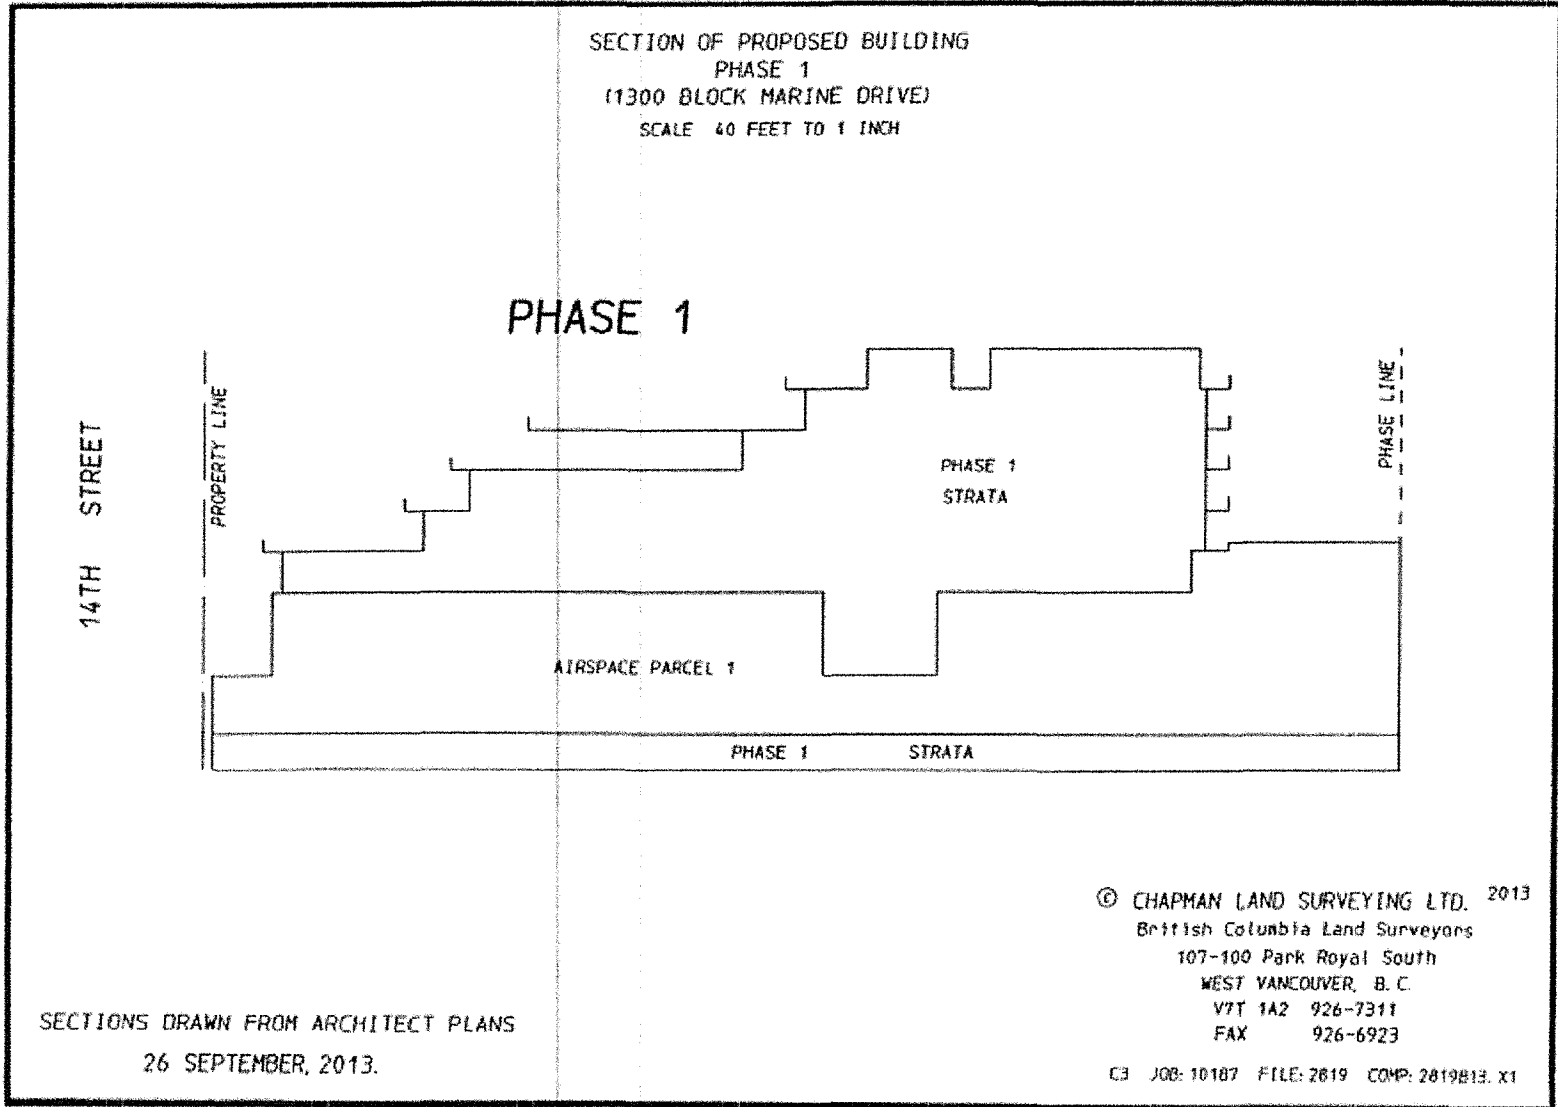 SECTION OF PROPOSED BUILDING
PHASE 1
(1300 BLOCK MARINE DRIVE)
SCALE 40 FEET TO 1 INCH
PHASE 1
14TH STREET
PROPERTY LINE
PHASE LINE
PHASE 1
STRATA
AIRSPACE PARCEL 1
PHASE 1 STRATA
© CHAPMAN LAND SURVEYING LTD. 2013
British Columbia Land Surveyors
107-100 Park Royal South
WEST VANCOUVER, B. C.
V7T 1A2 926-7311
FAX 926-6923
SECTIONS DRAWN FROM ARCHITECT PLANS
26 SEPTEMBER, 2013.
C3 JOB: 10187 FILE: 2819 COMP: 2819B13. X1